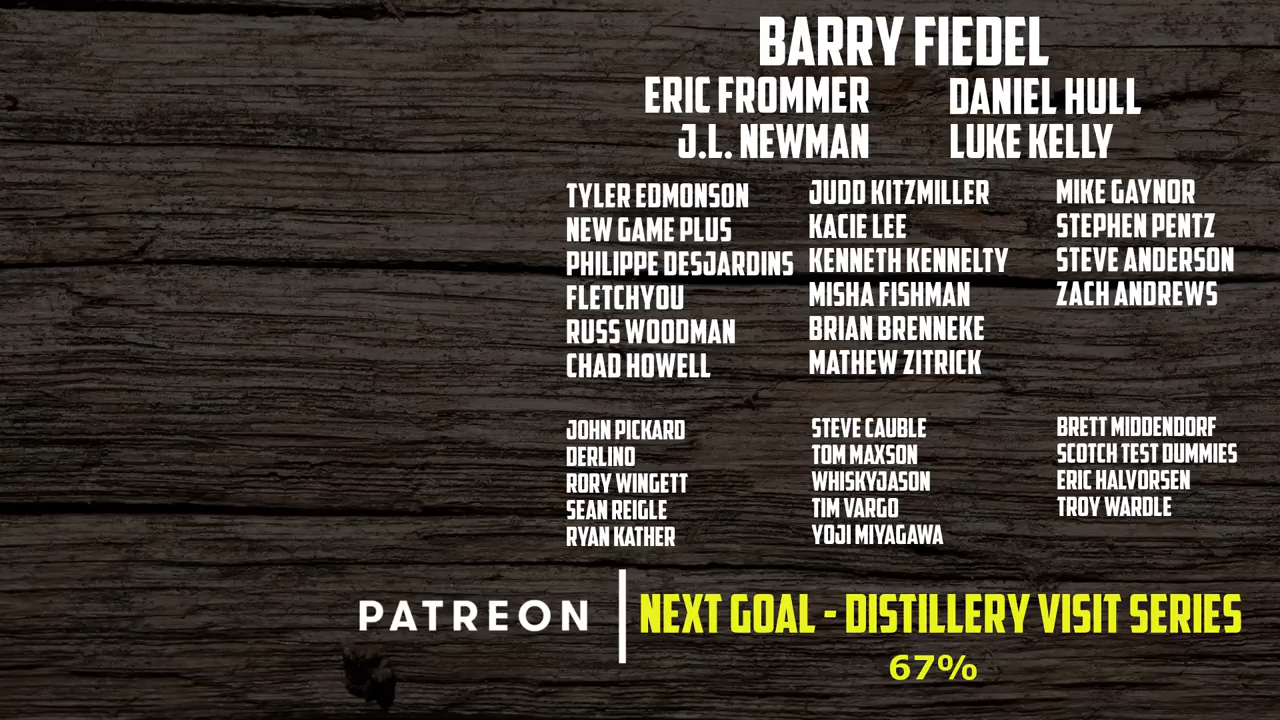 BARRY FIEDEL
ERIC FROMMER DANIEL HULL
J.L. NEWMAN LUKE KELLY
TYLER EDMONSON JUDD KITZMILLER MIKE GAYNOR
NEW GAME PLUS KACIE LEE STEPHEN PENTZ
PHILIPPE DESJARDINS KENNETH KENNELTY STEVE ANDERSON
FLETCHYOU MISHA FISHMAN ZACH ANDREWS
RUSS WOODMAN BRIAN BRENNEKE
CHAD HOWELL MATHEW ZITRICK
JOHN PICKARD STEVE CAUBLE BRETT MIDDENDORF
DERLINO TOM MAXSON SCOTCH TEST DUMMIES
RORY WINGETT WHISKYJASON ERIC HALVORSEN
SEAN REIGLE TIM VARGO TROY WARDLE
RYAN KATHER YOJI MIYAGAWA
PATREON NEXT GOAL - DISTILLERY VISIT SERIES
67%